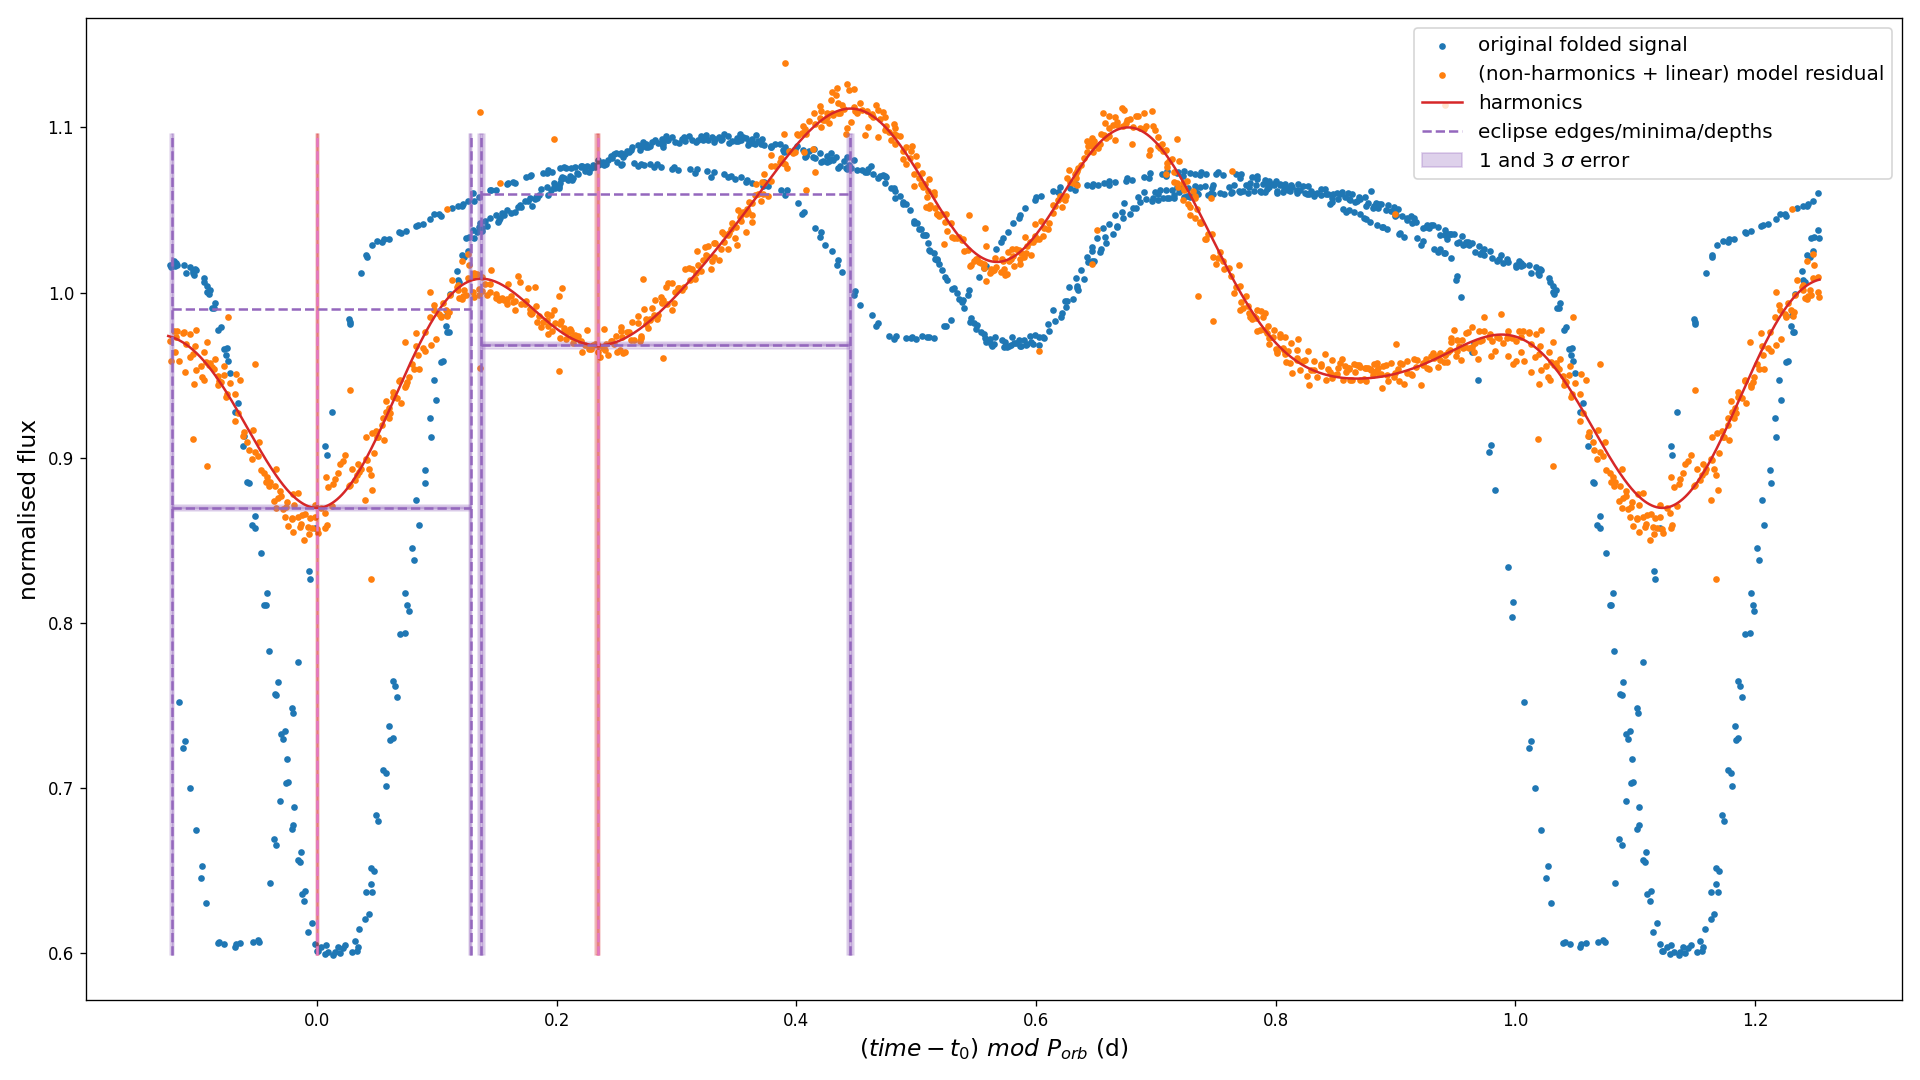 original folded signal
(non-harmonics + linear) model residual
harmonics
eclipse edges/minima/depths
1 and 3 σ error
normalised flux
1.1
1.0
0.9
0.8
0.7
0.6
0.0 0.2 0.4 0.6 0.8 1.0 1.2
(time − t₀) mod Pₒᵣb (d)